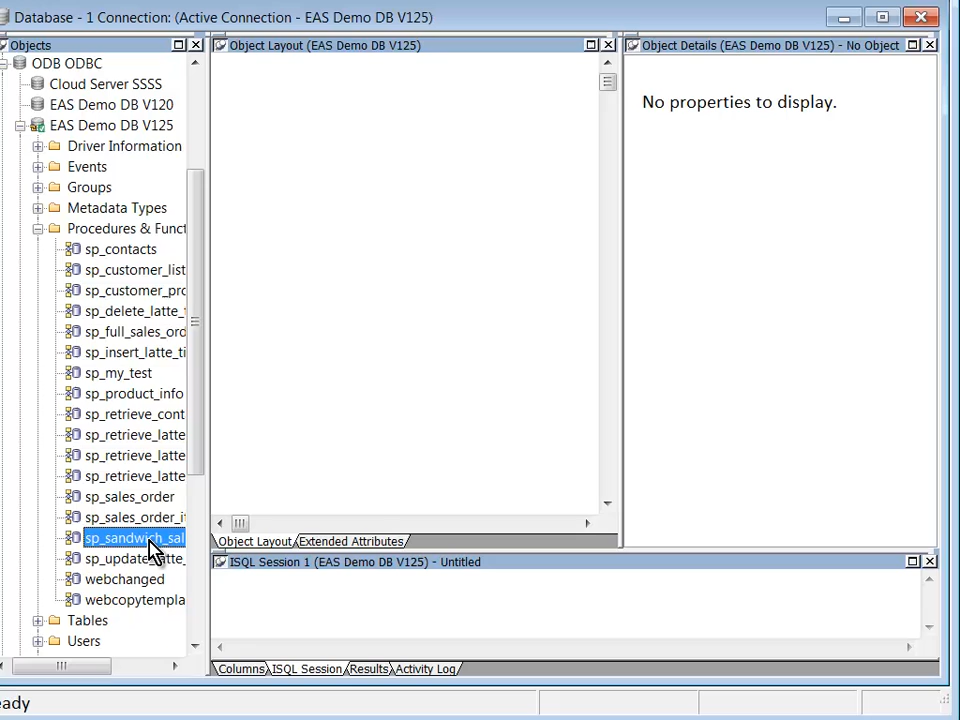 Database - 1 Connection: (Active Connection - EAS Demo DB V125)
Objects
ODB ODBC
Cloud Server SSSS
EAS Demo DB V120
EAS Demo DB V125
Driver Information
Events
Groups
Metadata Types
Procedures & Funct
sp_contacts
sp_customer_list
sp_customer_pro
sp_delete_latte_
sp_full_sales_ord
sp_insert_latte_ti
sp_my_test
sp_product_info
sp_retrieve_cont
sp_retrieve_latte
sp_retrieve_latte
sp_retrieve_latte
sp_sales_order
sp_sales_order_it
sp_sandwich_sal
sp_update_latte_
webchanged
webcopytempla
Tables
Users
Object Layout (EAS Demo DB V125)
Object Layout
Extended Attributes
Object Details (EAS Demo DB V125) - No Object
No properties to display.
ISQL Session 1 (EAS Demo DB V125) - Untitled
Columns
ISQL Session
Results
Activity Log
eady